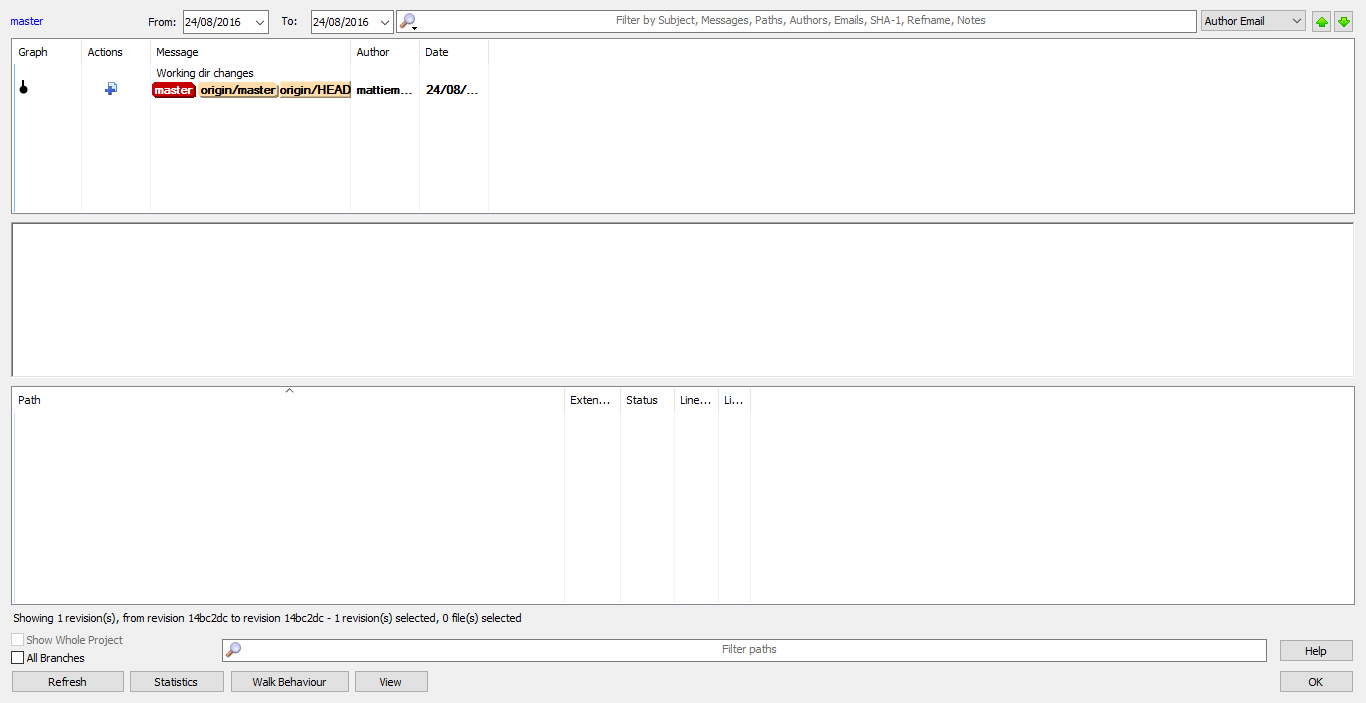 master From: 24/08/2016 To: 24/08/2016 Filter by Subject, Messages, Paths, Authors, Emails, SHA-1, Refname, Notes Author Email
Graph Actions Message Author Date
Working dir changes
master origin/master origin/HEAD mattiem... 24/08/...
Path Exten... Status Line... Li...
Showing 1 revision(s), from revision 14bc2dc to revision 14bc2dc - 1 revision(s) selected, 0 file(s) selected
Show Whole Project
Filter paths Help
All Branches
Refresh Statistics Walk Behaviour View OK